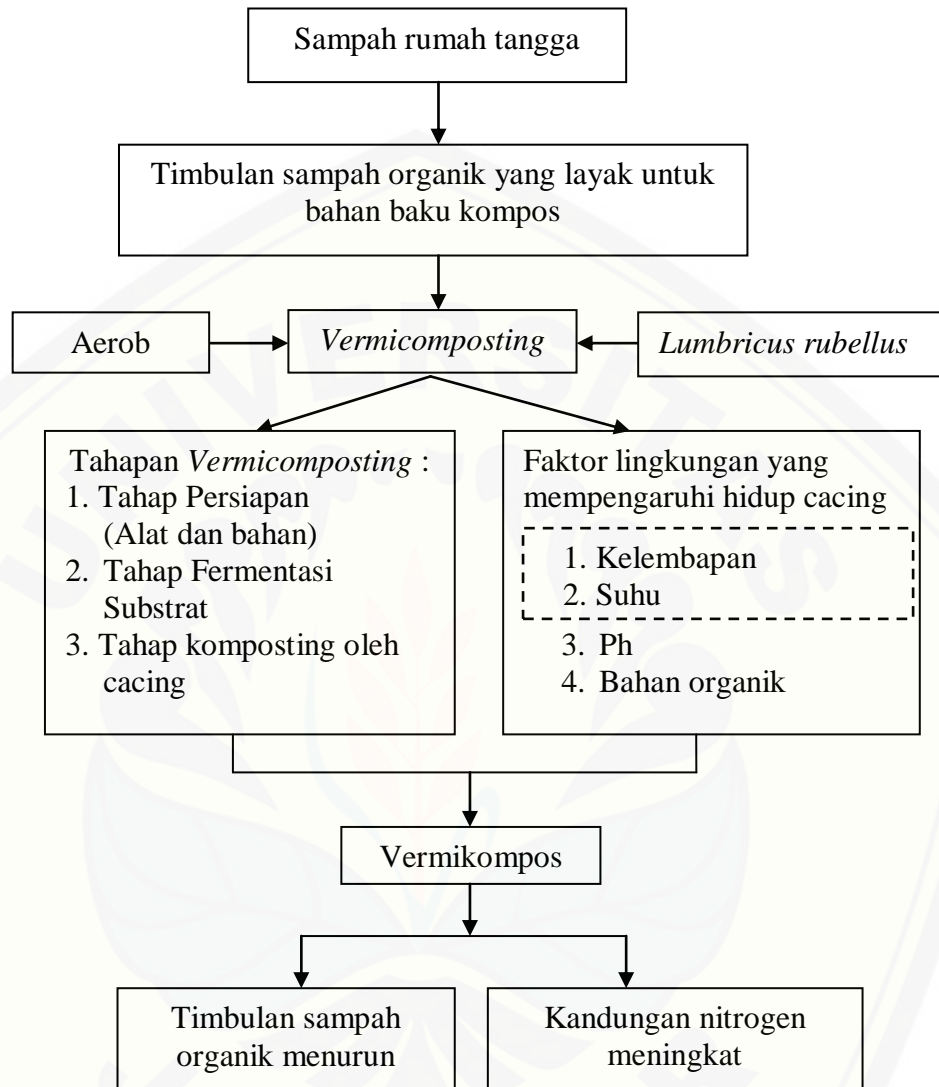 Sampah rumah tangga
Timbulan sampah organik yang layak untuk
bahan baku kompos
Aerob
Vermicomposting
Lumbricus rubellus
Tahapan Vermicomposting :
1. Tahap Persiapan
(Alat dan bahan)
2. Tahap Fermentasi
Substrat
3. Tahap komposting oleh
cacing
Faktor lingkungan yang
mempengaruhi hidup cacing
1. Kelembapan
2. Suhu
3. Ph
4. Bahan organik
Vermikompos
Timbulan sampah
organik menurun
Kandungan nitrogen
meningkat